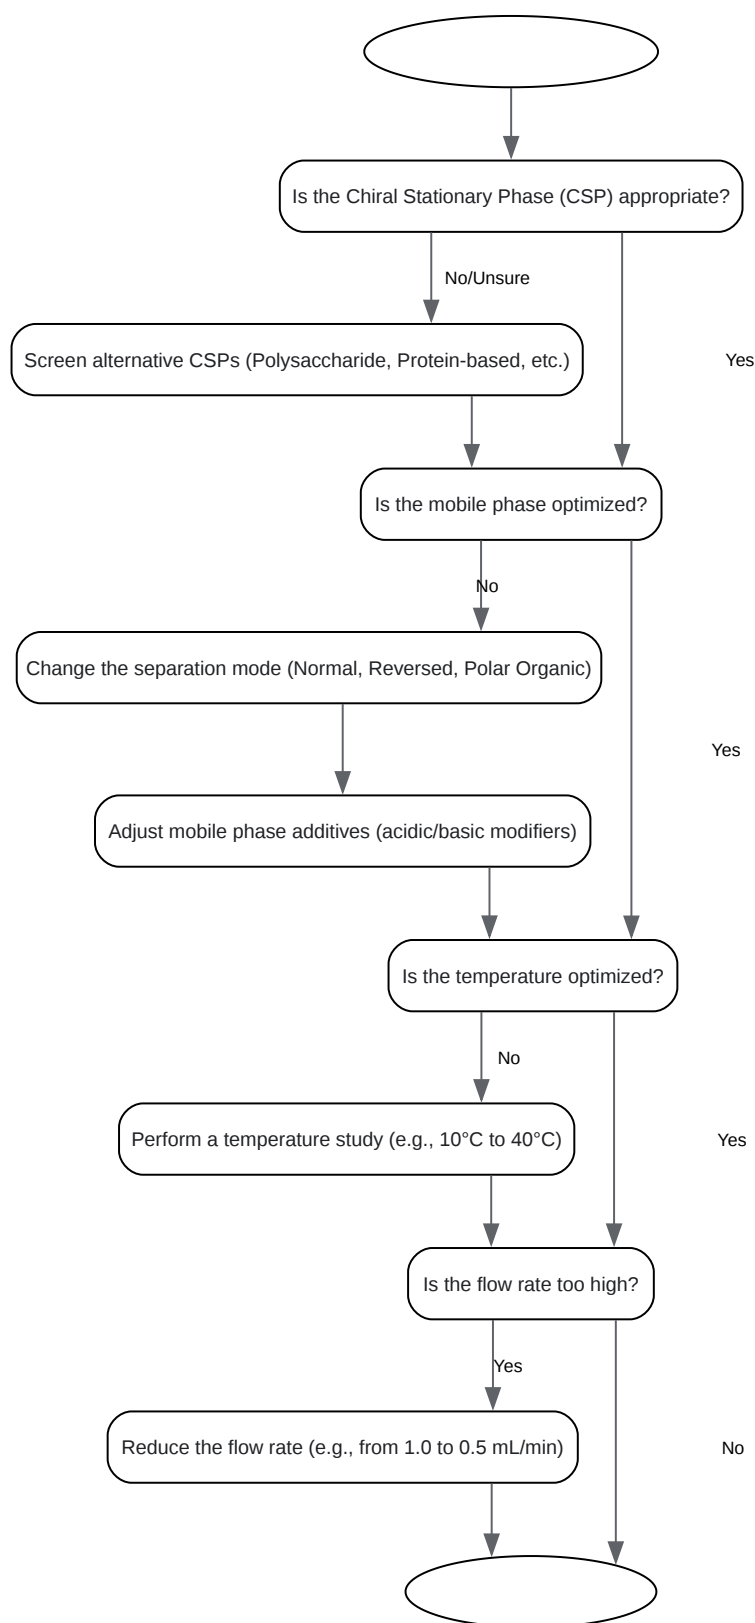 Is the Chiral Stationary Phase (CSP) appropriate?
No/Unsure
Screen alternative CSPs (Polysaccharide, Protein-based, etc.)
Yes
Is the mobile phase optimized?
No
Change the separation mode (Normal, Reversed, Polar Organic)
Yes
Adjust mobile phase additives (acidic/basic modifiers)
Is the temperature optimized?
No
Perform a temperature study (e.g., 10°C to 40°C)
Yes
Is the flow rate too high?
Yes
Reduce the flow rate (e.g., from 1.0 to 0.5 mL/min)
No